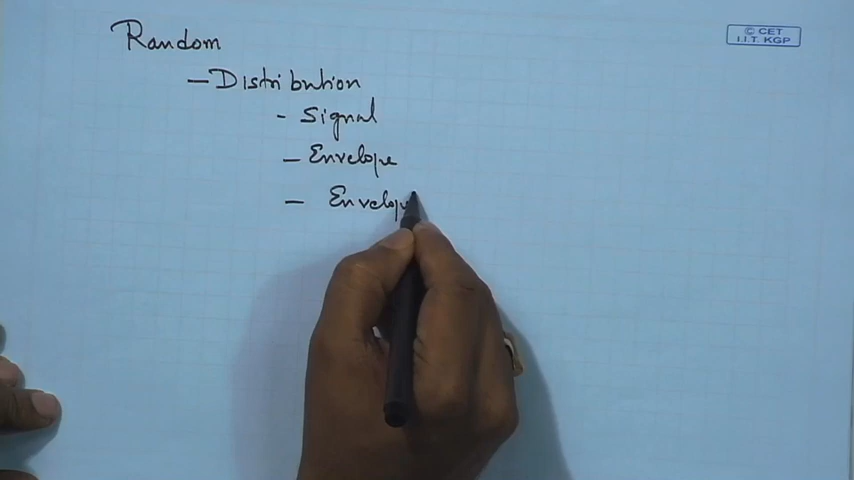 Random
© CET
I.I.T. KGP
- Distribution
- Signal
- Envelope
- Envelop